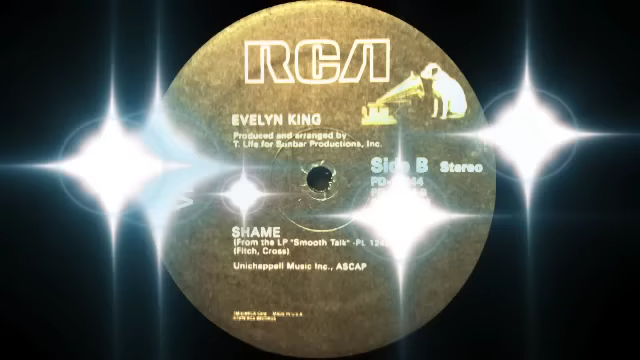 RCA
EVELYN KING
Produced and arranged by
T. Life for Sunbar Productions, Inc.
Side B Stereo
SHAME
(From the LP "Smooth Talk" -PL
(Fitch, Cross)
Unichappell Music Inc., ASCAP